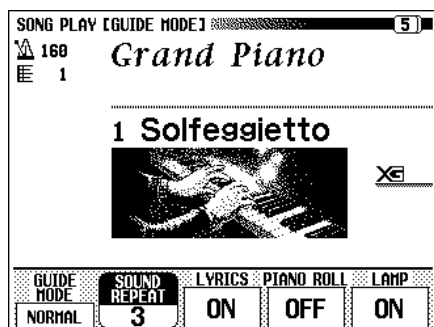 SONG PLAY [GUIDE MODE] 5
160
1
Grand Piano
1 Solfeggietto
XG
GUIDE MODE NORMAL
SOUND REPEAT 3
LYRICS ON
PIANO ROLL OFF
LAMP ON